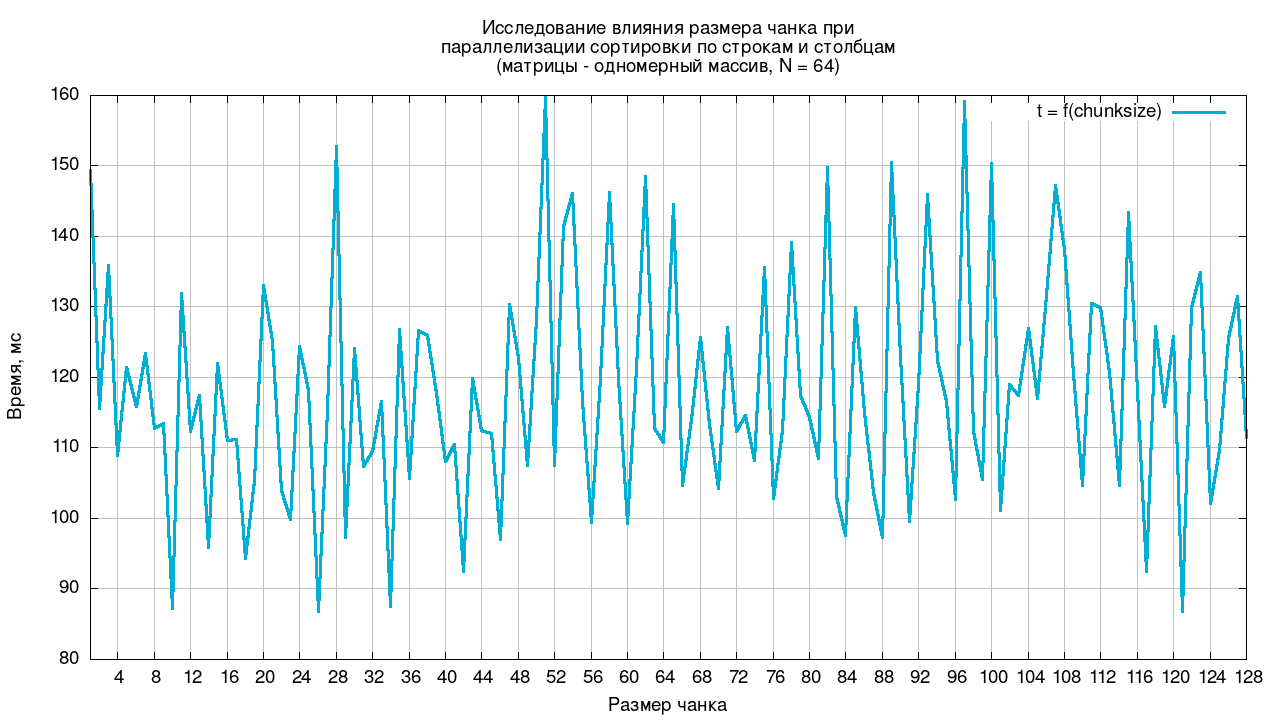 Исследование влияния размера чанка при
параллелизации сортировки по строкам и столбцам
(матрицы - одномерный массив, N = 64)
t = f(chunksize)
160
150
140
130
120
110
100
90
80
Время, мс
4 8 12 16 20 24 28 32 36 40 44 48 52 56 60 64 68 72 76 80 84 88 92 96 100 104 108 112 116 120 124 128
Размер чанка